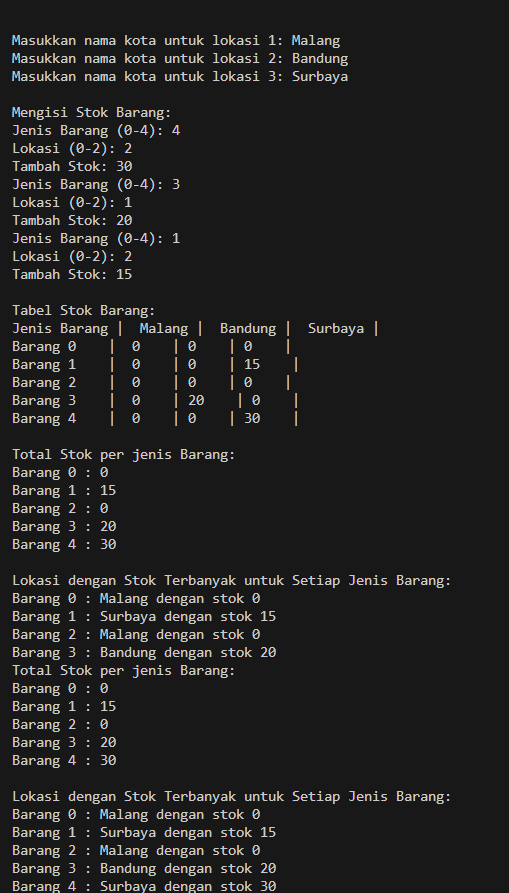 Masukkan nama kota untuk lokasi 1: Malang
Masukkan nama kota untuk lokasi 2: Bandung
Masukkan nama kota untuk lokasi 3: Surbaya
Mengisi Stok Barang:
Jenis Barang (0-4): 4
Lokasi (0-2): 2
Tambah Stok: 30
Jenis Barang (0-4): 3
Lokasi (0-2): 1
Tambah Stok: 20
Jenis Barang (0-4): 1
Lokasi (0-2): 2
Tambah Stok: 15
Tabel Stok Barang:
Jenis Barang |  Malang |  Bandung |  Surbaya |
Barang 0    |  0    | 0    | 0    |
Barang 1    |  0    | 0    | 15    |
Barang 2    |  0    | 0    | 0    |
Barang 3    |  0    | 20    | 0    |
Barang 4    |  0    | 0    | 30    |
Total Stok per jenis Barang:
Barang 0 : 0
Barang 1 : 15
Barang 2 : 0
Barang 3 : 20
Barang 4 : 30
Lokasi dengan Stok Terbanyak untuk Setiap Jenis Barang:
Barang 0 : Malang dengan stok 0
Barang 1 : Surbaya dengan stok 15
Barang 2 : Malang dengan stok 0
Barang 3 : Bandung dengan stok 20
Total Stok per jenis Barang:
Barang 0 : 0
Barang 1 : 15
Barang 2 : 0
Barang 3 : 20
Barang 4 : 30
Lokasi dengan Stok Terbanyak untuk Setiap Jenis Barang:
Barang 0 : Malang dengan stok 0
Barang 1 : Surbaya dengan stok 15
Barang 2 : Malang dengan stok 0
Barang 3 : Bandung dengan stok 20
Barang 4 : Surbaya dengan stok 30